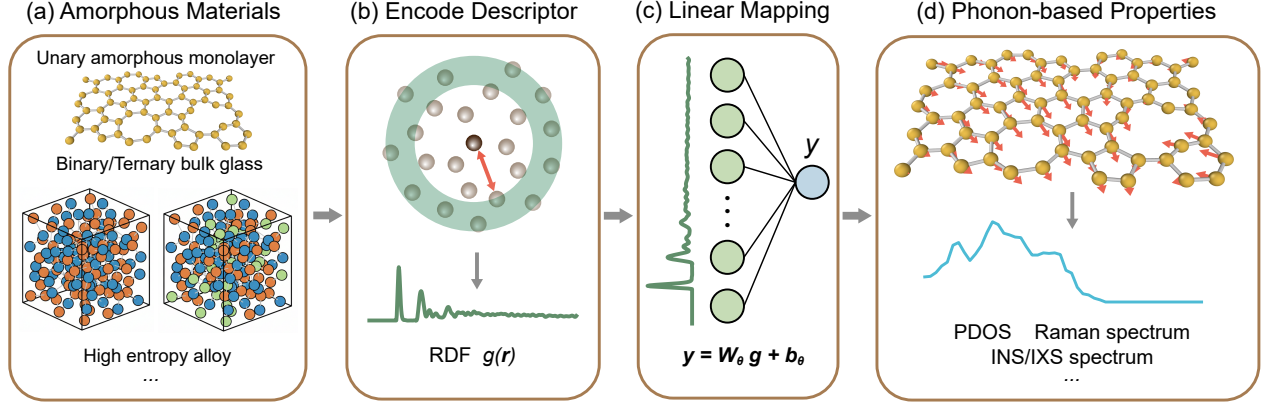 (a) Amorphous Materials
Unary amorphous monolayer
Binary/Ternary bulk glass
High entropy alloy
...
(b) Encode Descriptor
RDF g(r)
(c) Linear Mapping
y
y = Wθ g + bθ
(d) Phonon-based Properties
PDOS Raman spectrum
INS/IXS spectrum
...